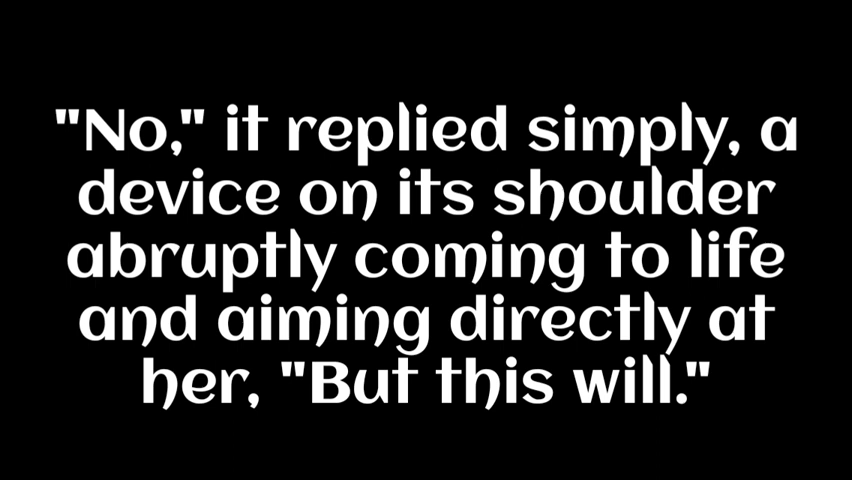 "No," it replied simply, a
device on its shoulder
abruptly coming to life
and aiming directly at
her, "But this will."